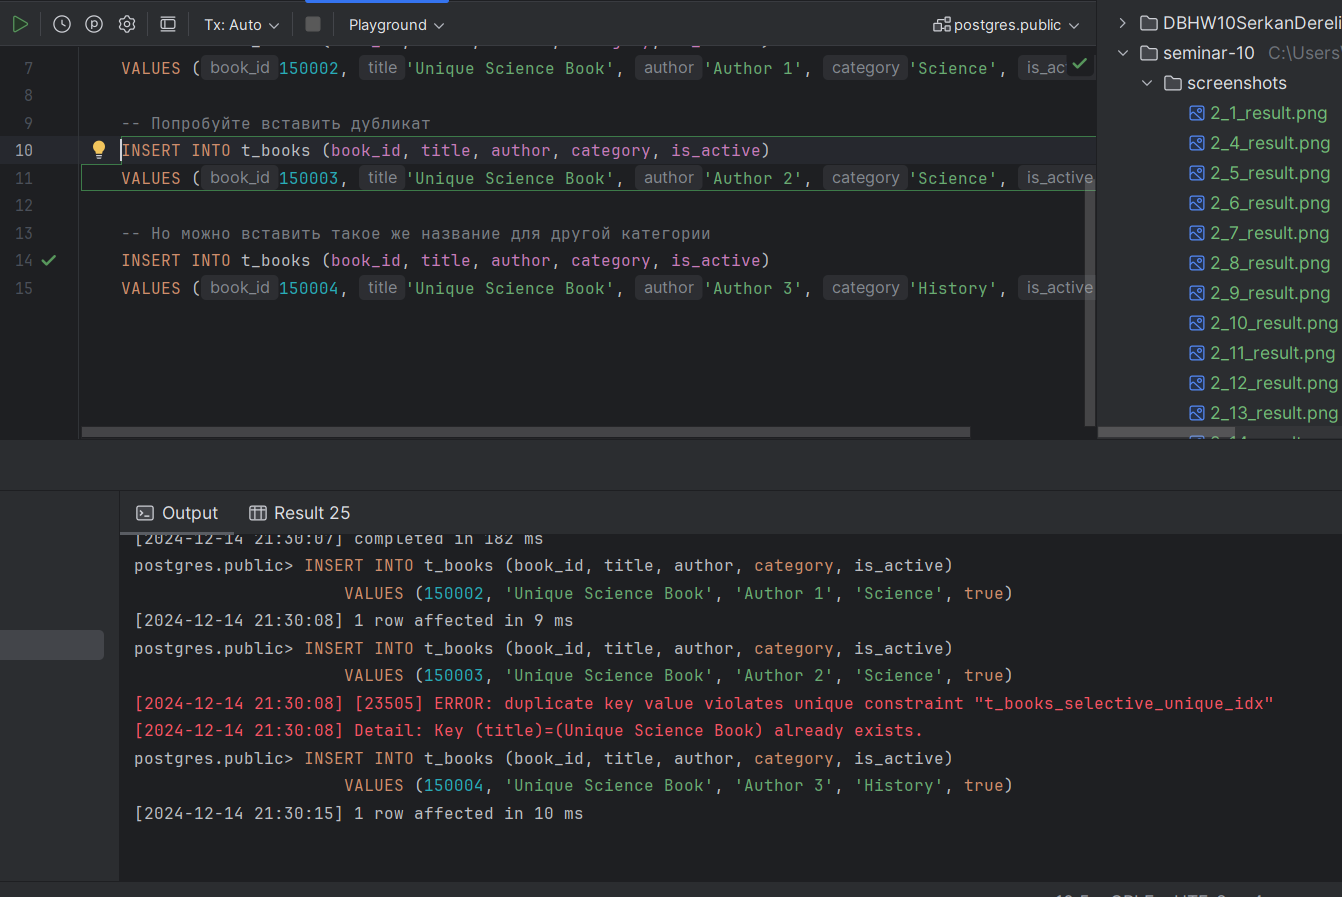 Tx: Auto Playground postgres.public
7 VALUES ( book_id 150002, title 'Unique Science Book', author 'Author 1', category 'Science', is_ac
8
9 -- Попробуйте вставить дубликат
10 INSERT INTO t_books (book_id, title, author, category, is_active)
11 VALUES ( book_id 150003, title 'Unique Science Book', author 'Author 2', category 'Science', is_active
12
13 -- Но можно вставить такое же название для другой категории
14 INSERT INTO t_books (book_id, title, author, category, is_active)
15 VALUES ( book_id 150004, title 'Unique Science Book', author 'Author 3', category 'History', is_active
DBHW10SerkanDereli
seminar-10 C:\Users\
screenshots
2_1_result.png
2_4_result.png
2_5_result.png
2_6_result.png
2_7_result.png
2_8_result.png
2_9_result.png
2_10_result.png
2_11_result.png
2_12_result.png
2_13_result.png
Output Result 25
[2024-12-14 21:30:07] completed in 182 ms
postgres.public> INSERT INTO t_books (book_id, title, author, category, is_active)
VALUES (150002, 'Unique Science Book', 'Author 1', 'Science', true)
[2024-12-14 21:30:08] 1 row affected in 9 ms
postgres.public> INSERT INTO t_books (book_id, title, author, category, is_active)
VALUES (150003, 'Unique Science Book', 'Author 2', 'Science', true)
[2024-12-14 21:30:08] [23505] ERROR: duplicate key value violates unique constraint "t_books_selective_unique_idx"
[2024-12-14 21:30:08] Detail: Key (title)=(Unique Science Book) already exists.
postgres.public> INSERT INTO t_books (book_id, title, author, category, is_active)
VALUES (150004, 'Unique Science Book', 'Author 3', 'History', true)
[2024-12-14 21:30:15] 1 row affected in 10 ms